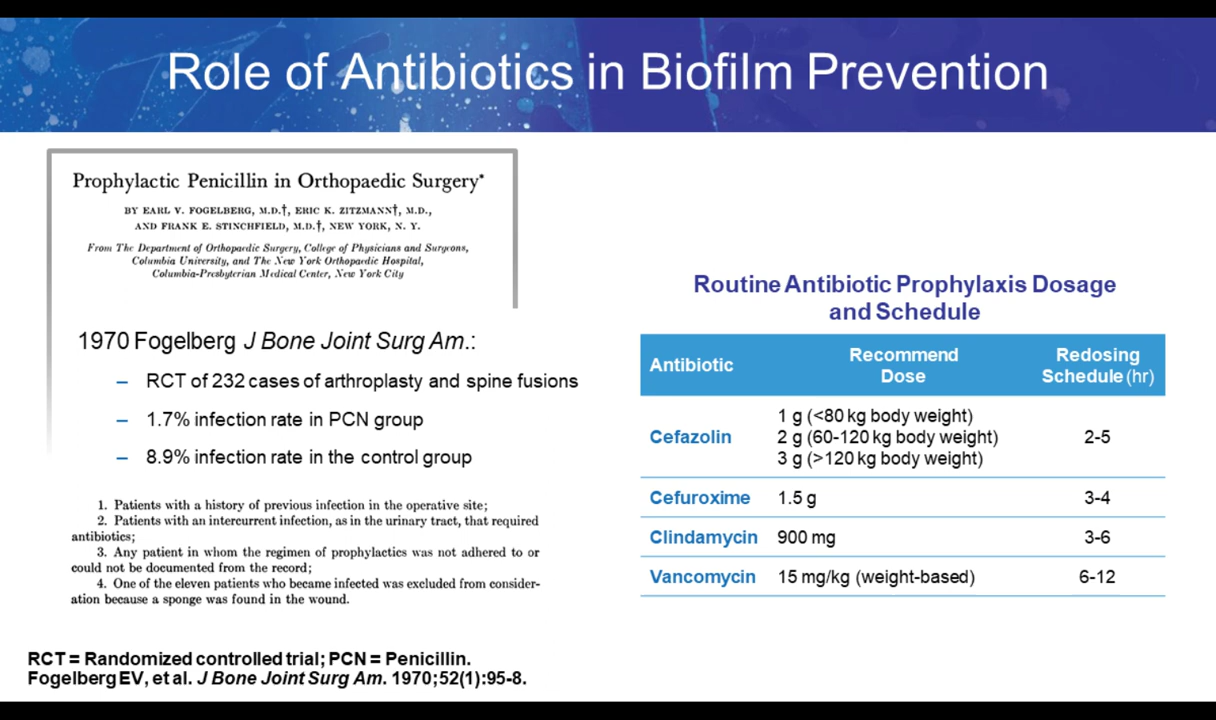 Role of Antibiotics in Biofilm Prevention
Prophylactic Penicillin in Orthopaedic Surgery*
BY EARL V. FOGELBERG, M.D.†, ERIC K. ZITZMANN†, M.D.,
AND FRANK E. STINCHFIELD, M.D.†, NEW YORK, N. Y.
From The Department of Orthopaedic Surgery, College of Physicians and Surgeons,
Columbia University, and The New York Orthopaedic Hospital,
Columbia-Presbyterian Medical Center, New York City
1970 Fogelberg J Bone Joint Surg Am.:
– RCT of 232 cases of arthroplasty and spine fusions
– 1.7% infection rate in PCN group
– 8.9% infection rate in the control group
1. Patients with a history of previous infection in the operative site;
2. Patients with an intercurrent infection, as in the urinary tract, that required
antibiotics;
3. Any patient in whom the regimen of prophylactics was not adhered to or
could not be documented from the record;
4. One of the eleven patients who became infected was excluded from consider-
ation because a sponge was found in the wound.
Routine Antibiotic Prophylaxis Dosage
and Schedule
Antibiotic Recommend Dose Redosing Schedule (hr)
Cefazolin 1 g (<80 kg body weight)
2 g (60-120 kg body weight) 2-5
3 g (>120 kg body weight)
Cefuroxime 1.5 g 3-4
Clindamycin 900 mg 3-6
Vancomycin 15 mg/kg (weight-based) 6-12
RCT = Randomized controlled trial; PCN = Penicillin.
Fogelberg EV, et al. J Bone Joint Surg Am. 1970;52(1):95-8.